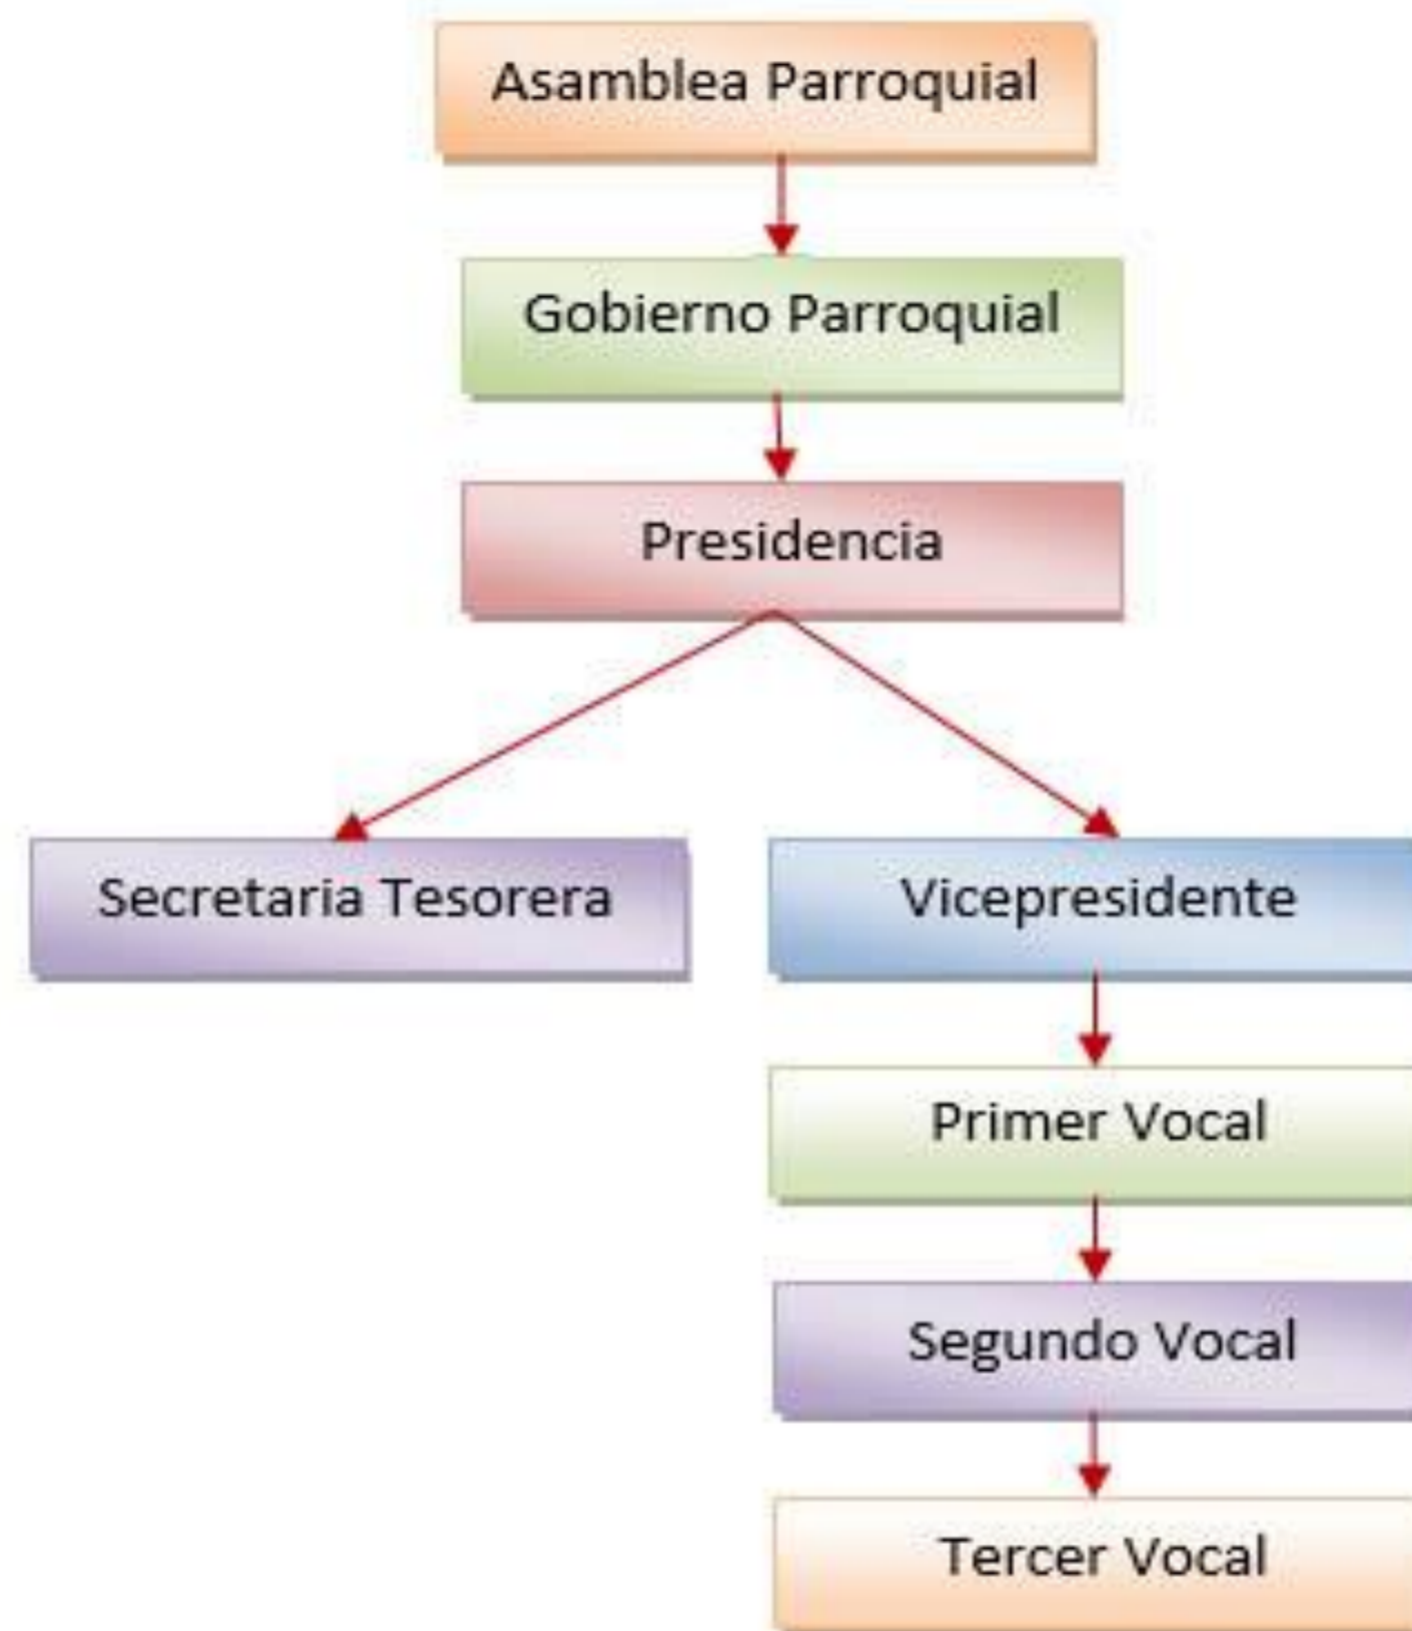 Asamblea Parroquial
Gobierno Parroquial
Presidencia
Secretaria Tesorera
Vicepresidente
Primer Vocal
Segundo Vocal
Tercer Vocal